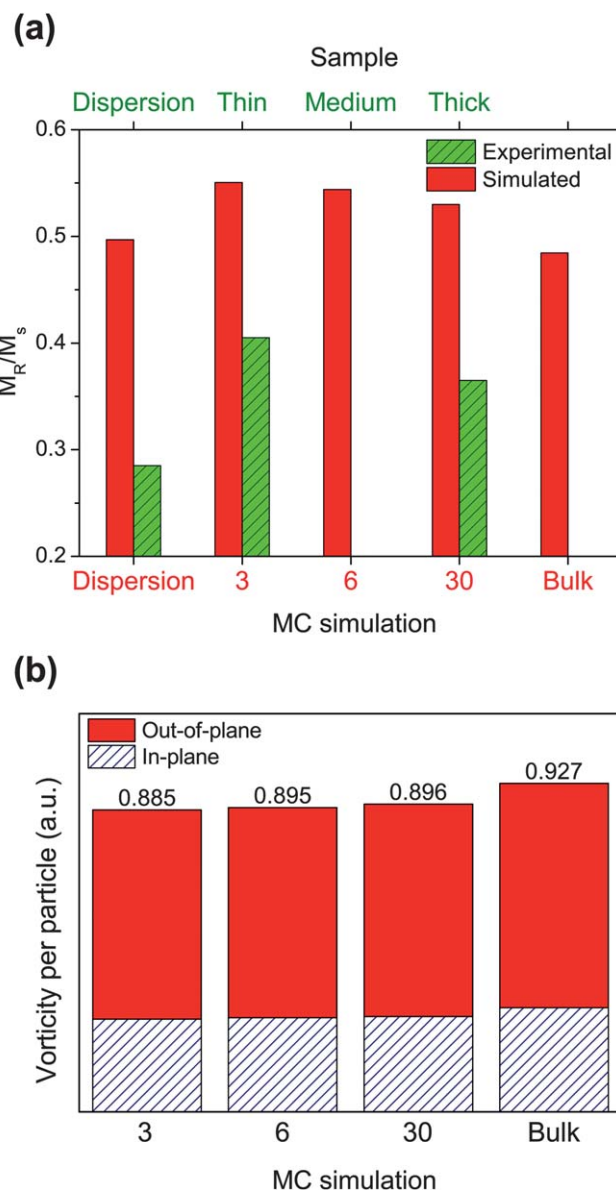 (a)
Sample
Dispersion Thin Medium Thick
0.6
Experimental
Simulated
0.5
0.4
M_R/M_s
0.3
0.2
Dispersion 3 6 30 Bulk
MC simulation
(b)
Out-of-plane
In-plane
0.885 0.895 0.896 0.927
Vorticity per particle (a.u.)
3 6 30 Bulk
MC simulation